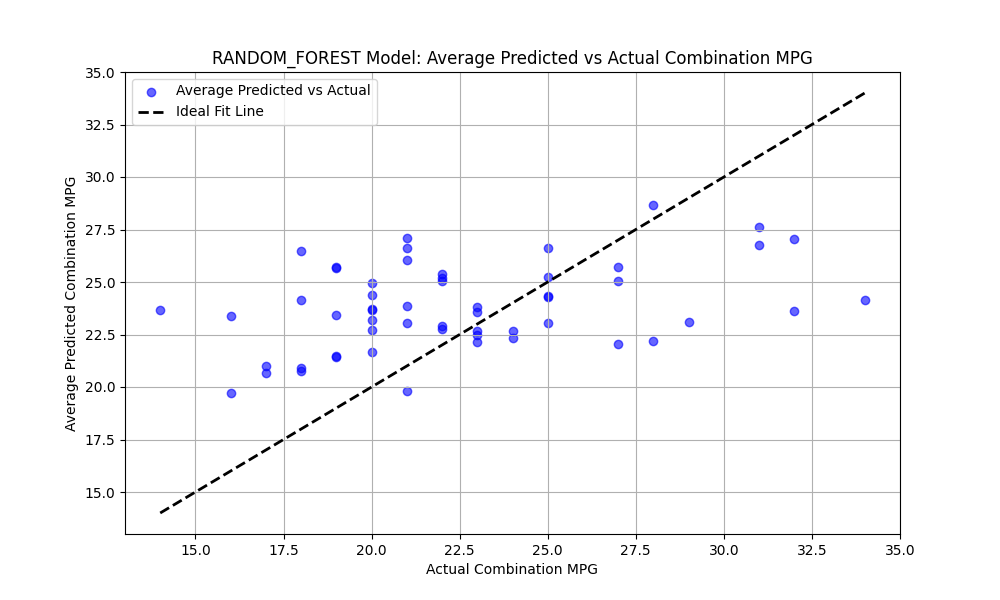 RANDOM_FOREST Model: Average Predicted vs Actual Combination MPG
Average Predicted vs Actual
Ideal Fit Line
Average Predicted Combination MPG
35.0
32.5
30.0
27.5
25.0
22.5
20.0
17.5
15.0
15.0 17.5 20.0 22.5 25.0 27.5 30.0 32.5 35.0
Actual Combination MPG